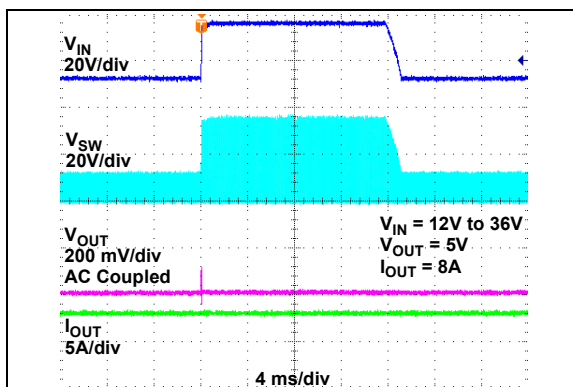 T
V_IN
20V/div
V_SW
20V/div
V_OUT
200 mV/div
AC Coupled
V_IN = 12V to 36V
V_OUT = 5V
I_OUT = 8A
I_OUT
5A/div
4 ms/div